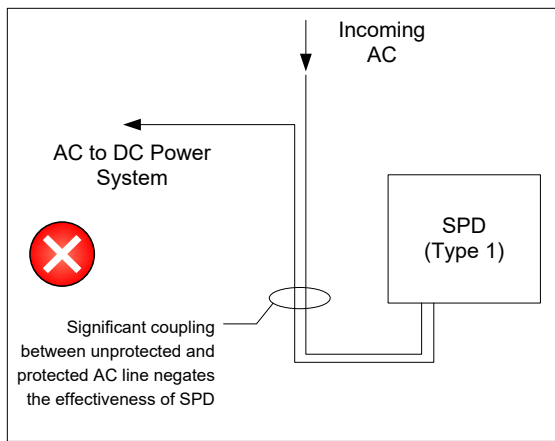 Incoming
AC
AC to DC Power
System
SPD
(Type 1)
Significant coupling
between unprotected and
protected AC line negates
the effectiveness of SPD